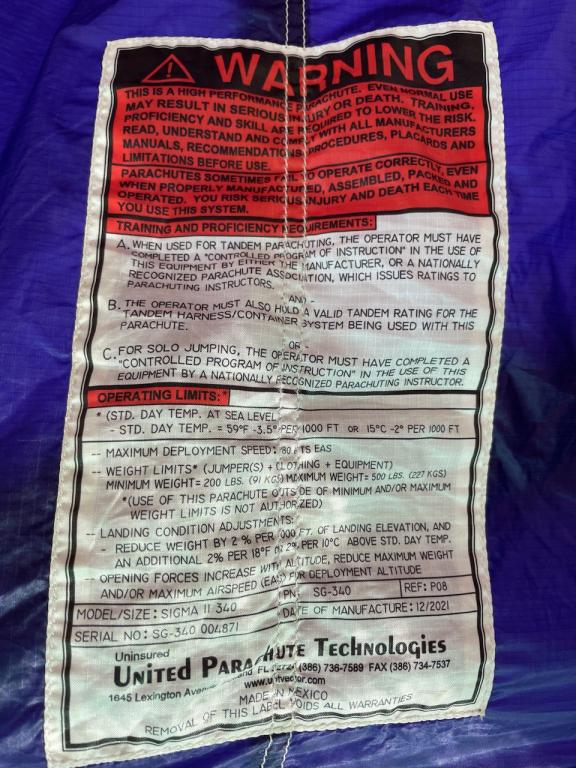 WARNING
THIS IS A HIGH PERFORMANCE PARACHUTE. EVEN NORMAL USE
MAY RESULT IN SERIOUS INJURY OR DEATH. TRAINING,
PROFICIENCY AND SKILL ARE REQUIRED TO LOWER THE RISK.
READ, UNDERSTAND AND COMPLY WITH ALL MANUFACTURERS
MANUALS, RECOMMENDATIONS, PROCEDURES, PLACARDS AND
LIMITATIONS BEFORE USE.
PARACHUTES SOMETIMES FAIL TO OPERATE CORRECTLY, EVEN
WHEN PROPERLY MANUFACTURED, ASSEMBLED, PACKED AND
OPERATED. YOU RISK SERIOUS INJURY AND DEATH EACH TIME
YOU USE THIS SYSTEM.
TRAINING AND PROFICIENCY REQUIREMENTS:
A. WHEN USED FOR TANDEM PARACHUTING, THE OPERATOR MUST HAVE
COMPLETED A "CONTROLLED PROGRAM OF INSTRUCTION" IN THE USE OF
THIS EQUIPMENT BY EITHER THE MANUFACTURER, OR A NATIONALLY
RECOGNIZED PARACHUTE ASSOCIATION, WHICH ISSUES RATINGS TO
PARACHUTING INSTRUCTORS.
- AND -
B. THE OPERATOR MUST ALSO HOLD A VALID TANDEM RATING FOR THE
TANDEM HARNESS/CONTAINER SYSTEM BEING USED WITH THIS
PARACHUTE.
- OR -
C. FOR SOLO JUMPING, THE OPERATOR MUST HAVE COMPLETED A
"CONTROLLED PROGRAM OF INSTRUCTION" IN THE USE OF THIS
EQUIPMENT BY A NATIONALLY RECOGNIZED PARACHUTING INSTRUCTOR.
OPERATING LIMITS:*
* (STD. DAY TEMP. AT SEA LEVEL
- STD. DAY TEMP. = 59°F -3.5° PER 1000 FT OR 15°C -2° PER 1000 FT
-- MAXIMUM DEPLOYMENT SPEED: KTS EAS
-- WEIGHT LIMITS* (JUMPER(S) + CLOTHING + EQUIPMENT)
MINIMUM WEIGHT= 200 LBS. (91 KGS) MAXIMUM WEIGHT= 500 LBS. (227 KGS)
*(USE OF THIS PARACHUTE OUTSIDE OF MINIMUM AND/OR MAXIMUM
WEIGHT LIMITS IS NOT AUTHORIZED)
-- LANDING CONDITION ADJUSTMENTS:
- REDUCE WEIGHT BY 2 % PER 1000 FT. OF LANDING ELEVATION, AND
AN ADDITIONAL 2% PER 18°F OR 2% PER 10°C ABOVE STD. DAY TEMP.
-- OPENING FORCES INCREASE WITH ALTITUDE, REDUCE MAXIMUM WEIGHT
AND/OR MAXIMUM AIRSPEED (EAS) FOR DEPLOYMENT ALTITUDE
PN: SG-340 REF: P08
MODEL/SIZE: SIGMA II 340 DATE OF MANUFACTURE: 12/2021
SERIAL NO: SG-340 004871
Uninsured
UNITED PARACHUTE TECHNOLOGIES
1645 Lexington Avenue FL (386) 736-7589 FAX (386) 734-7537
www.uptvector.com
MADE IN MEXICO
REMOVAL OF THIS LABEL VOIDS ALL WARRANTIES